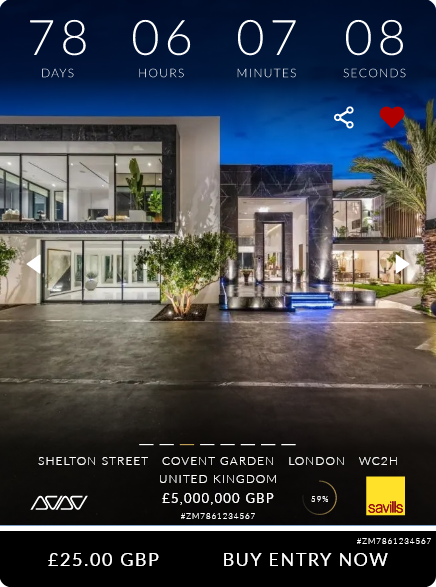 78 06 07 08
DAYS HOURS MINUTES SECONDS
SHELTON STREET COVENT GARDEN LONDON WC2H
UNITED KINGDOM
£5,000,000 GBP
59%
savills
#ZM7861234567
#ZM7861234567
£25.00 GBP BUY ENTRY NOW